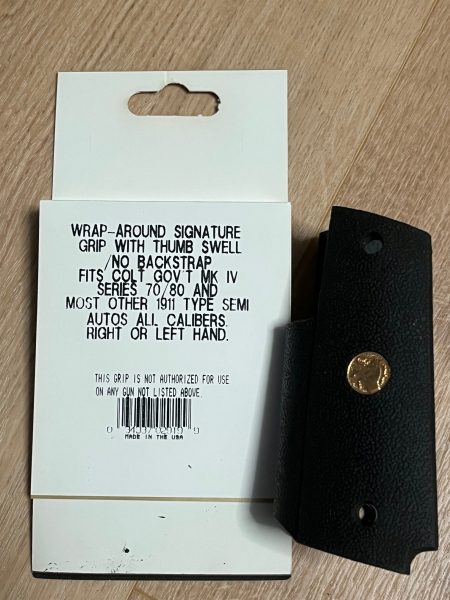 WRAP-AROUND SIGNATURE
GRIP WITH THUMB SWELL
/NO BACKSTRAP
FITS COLT GOV'T MK IV
SERIES 70/80 AND
MOST OTHER 1911 TYPE SEMI
AUTOS ALL CALIBERS.
RIGHT OR LEFT HAND.
THIS GRIP IS NOT AUTHORIZED FOR USE
ON ANY GUN NOT LISTED ABOVE.
MADE IN THE USA